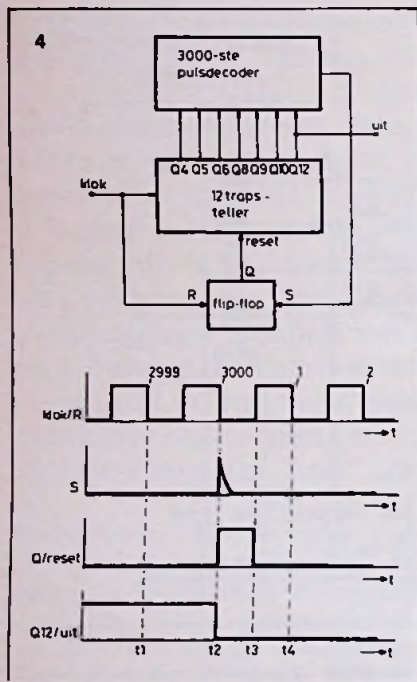 4
3000-ste
pulsdecoder
uit
Q4 Q5 Q6 Q8 Q9 Q10 Q12
klok
12 traps-
teller
reset
Q
R
S
flip-flop
2999
3000
1
2
klok/R
t
S
t
Q/reset
t
Q12/uit
t1
t2
t3
t4
t